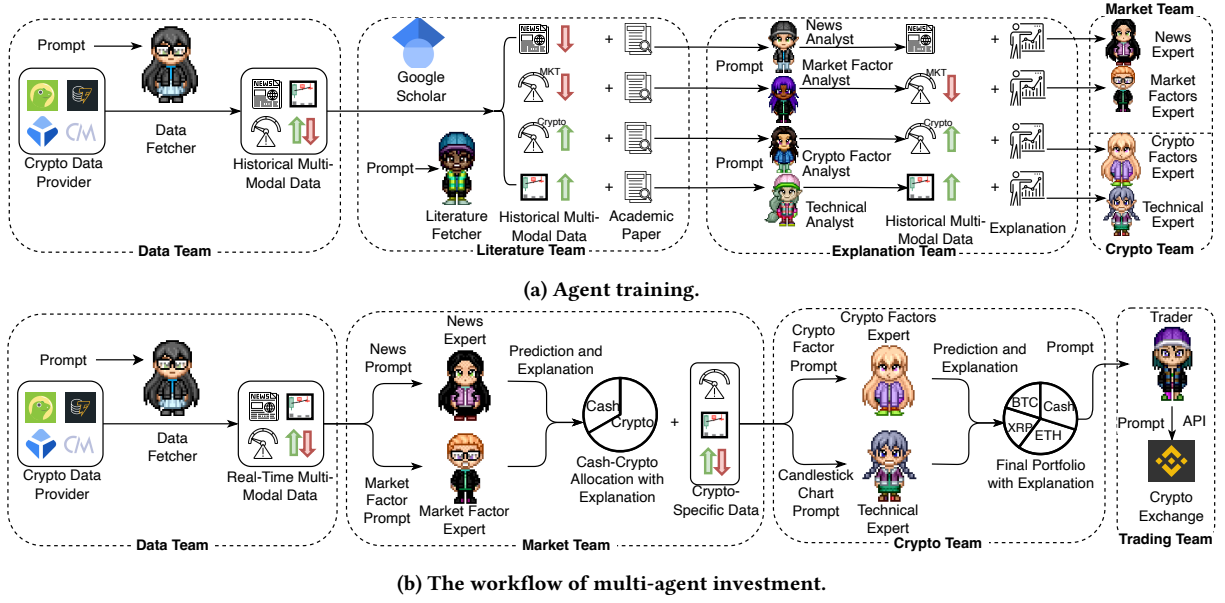 Prompt
Crypto Data
Provider
Data
Fetcher
NEWS
Historical Multi-
Modal Data
Data Team
Google
Scholar
Prompt
Literature
Fetcher
NEWS
+
MKT
+
Crypto
+
+
Historical Multi-
Modal Data
Academic
Paper
Literature Team
News
Analyst
Prompt
Market Factor
Analyst
Prompt
Crypto Factor
Analyst
Technical
Analyst
NEWS
+
MKT
+
Crypto
+
+
Historical Multi-
Modal Data
Explanation
Explanation Team
Market Team
News
Expert
Market
Factors
Expert
Crypto
Factors
Expert
Technical
Expert
Crypto Team
(a) Agent training.
Prompt
CM
Crypto Data
Provider
Data
Fetcher
NEWS
Real-Time Multi-
Modal Data
Data Team
News
Prompt
News
Expert
Market
Factor
Prompt
Market Factor
Expert
Prediction and
Explanation
Cash
Crypto
Cash-Crypto
Allocation with
Explanation
+
Crypto-
Specific Data
Market Team
Crypto
Factor
Prompt
Crypto Factors
Expert
Candlestick
Chart
Prompt
Technical
Expert
Prediction and
Explanation
BTC
Cash
XRP
ETH
Final Portfolio
with Explanation
Crypto Team
Prompt
Trader
Prompt
API
Crypto
Exchange
Trading Team
(b) The workflow of multi-agent investment.